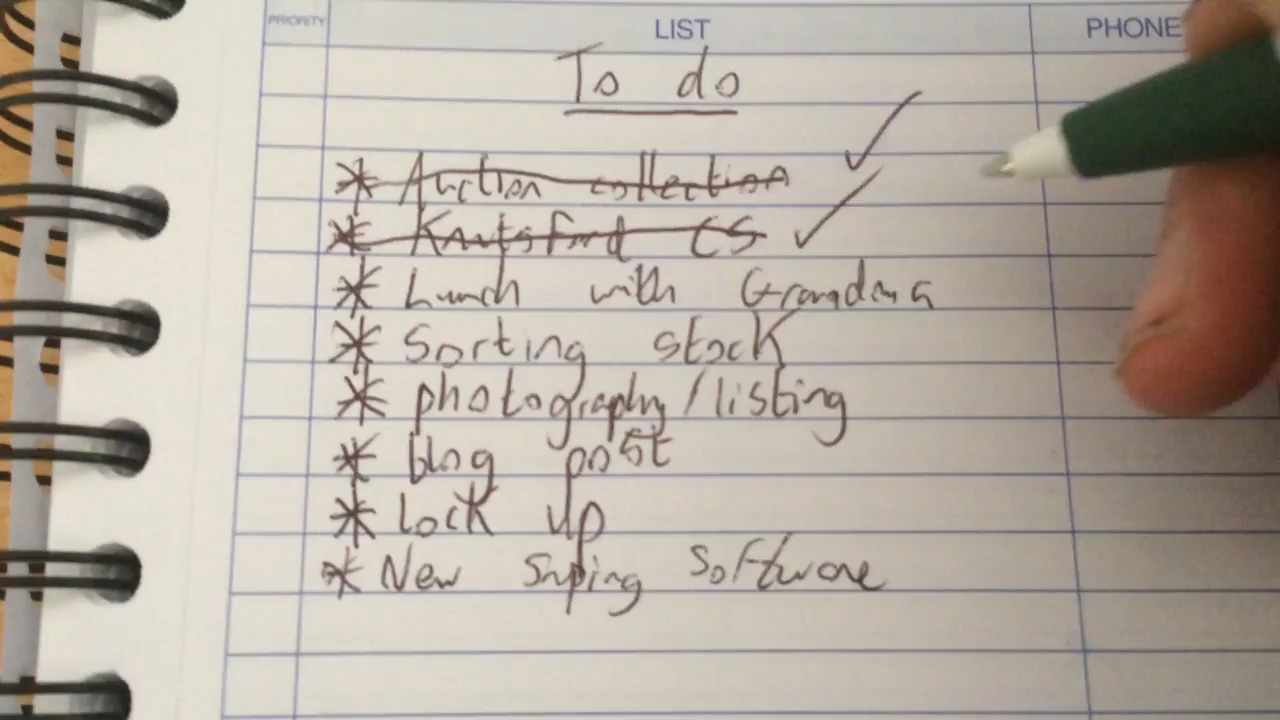 PRIORITY LIST PHONE
To do
* Auction collection ✓
* Knutsford CS ✓
* Lunch with Grandma
* Sorting stock
* photography/listing
* blog post
* Lock up
* New Sniping Software